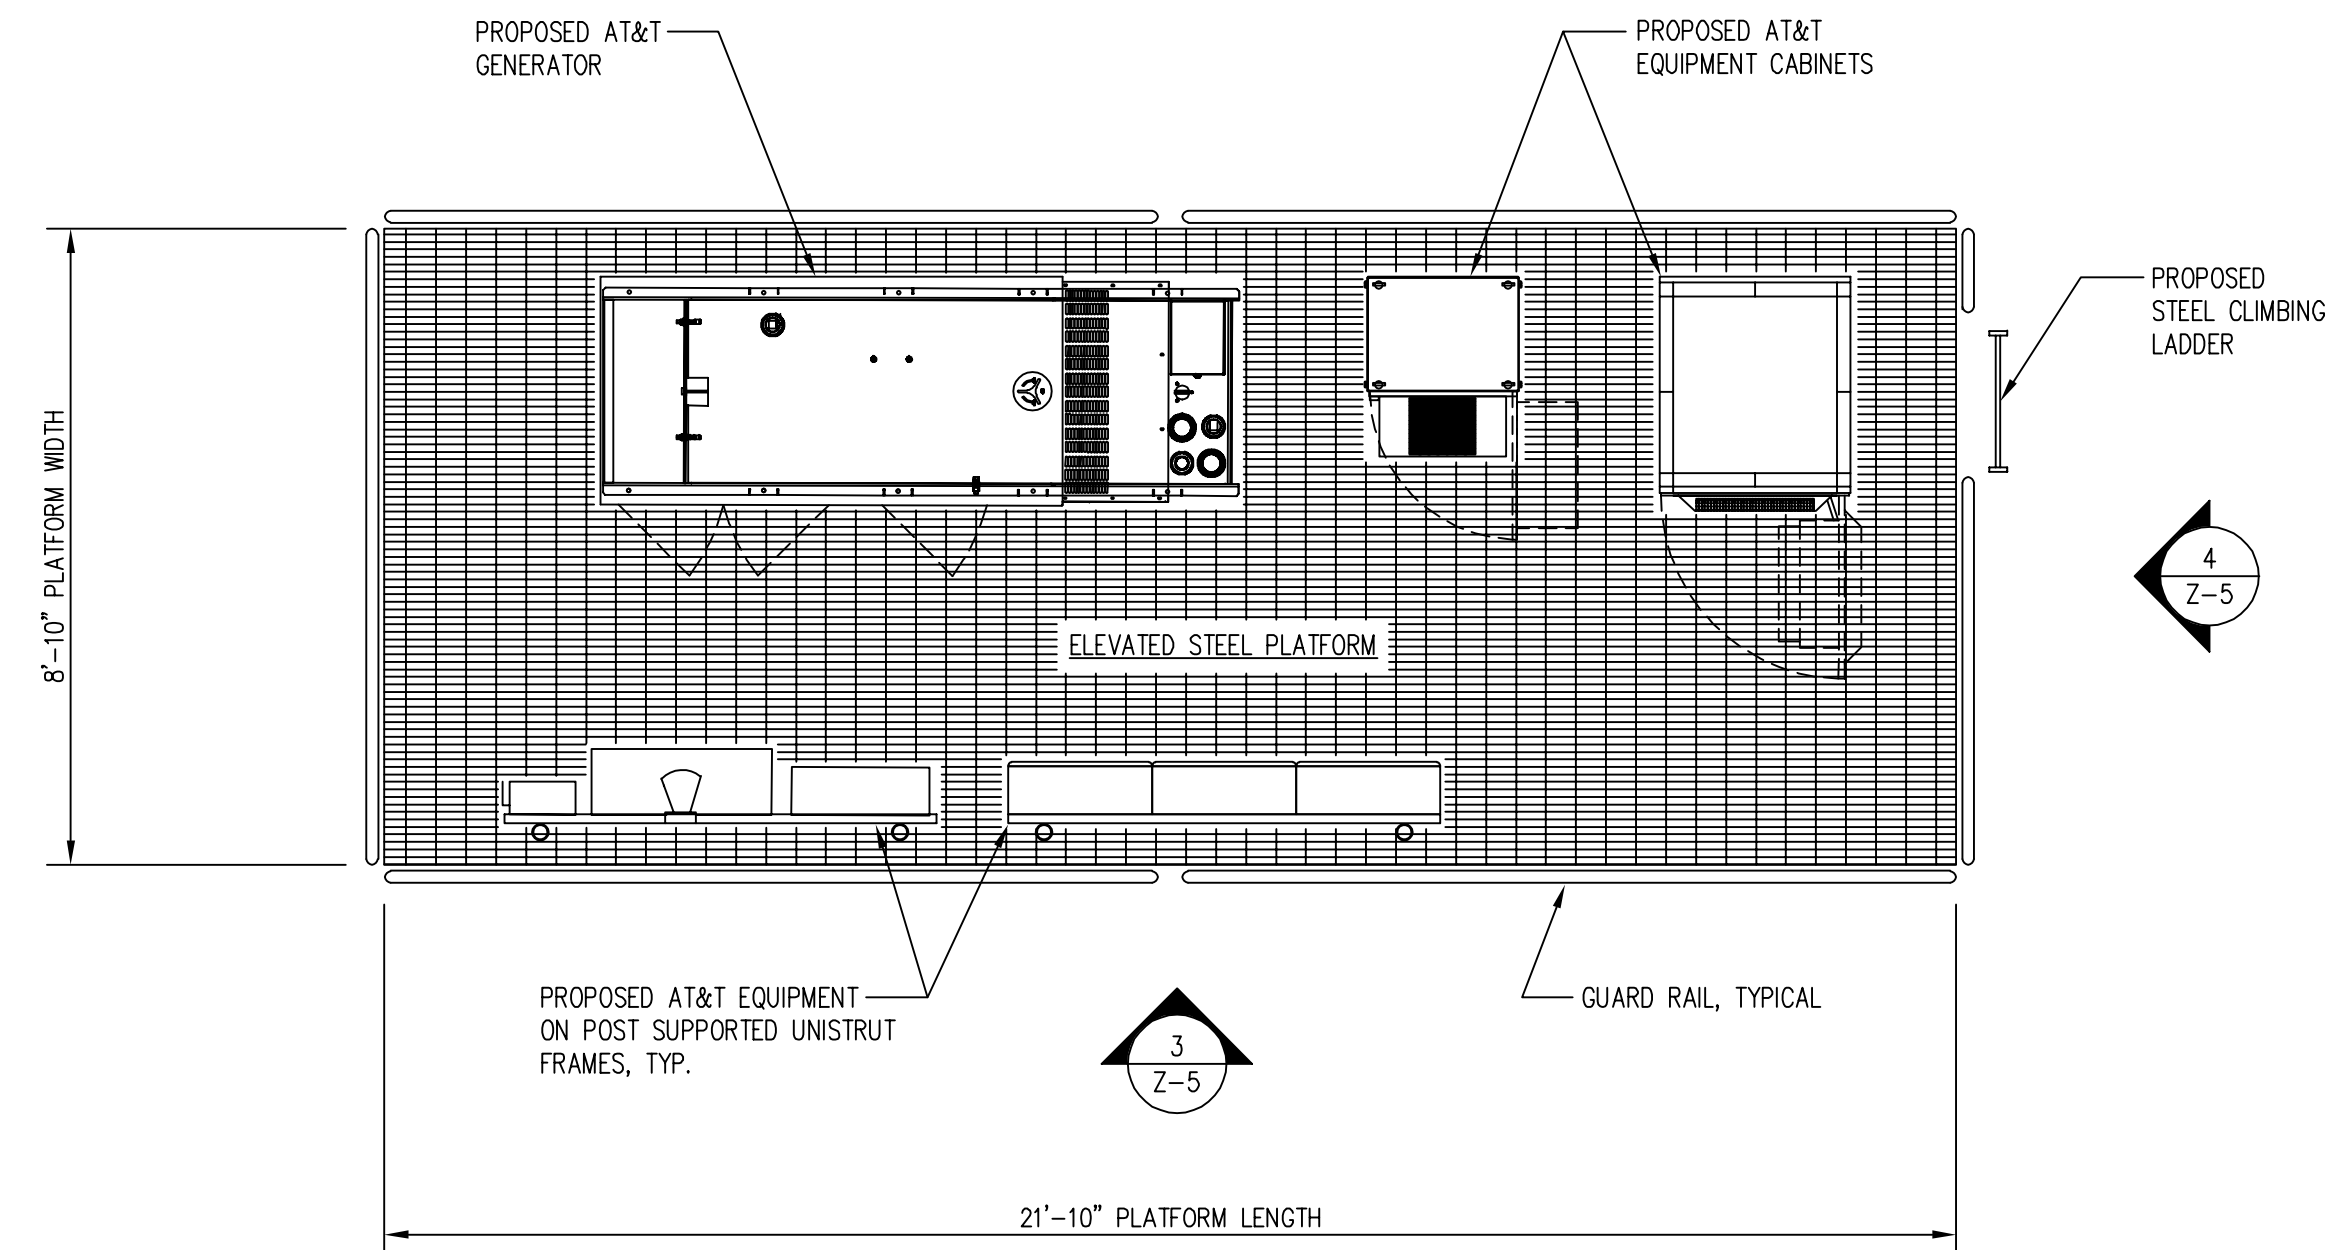 PROPOSED AT&T
GENERATOR
PROPOSED AT&T
EQUIPMENT CABINETS
PROPOSED
STEEL CLIMBING
LADDER
8'-10" PLATFORM WIDTH
4
Z-5
ELEVATED STEEL PLATFORM
PROPOSED AT&T EQUIPMENT
ON POST SUPPORTED UNISTRUT
FRAMES, TYP.
3
Z-5
GUARD RAIL, TYPICAL
21'-10" PLATFORM LENGTH